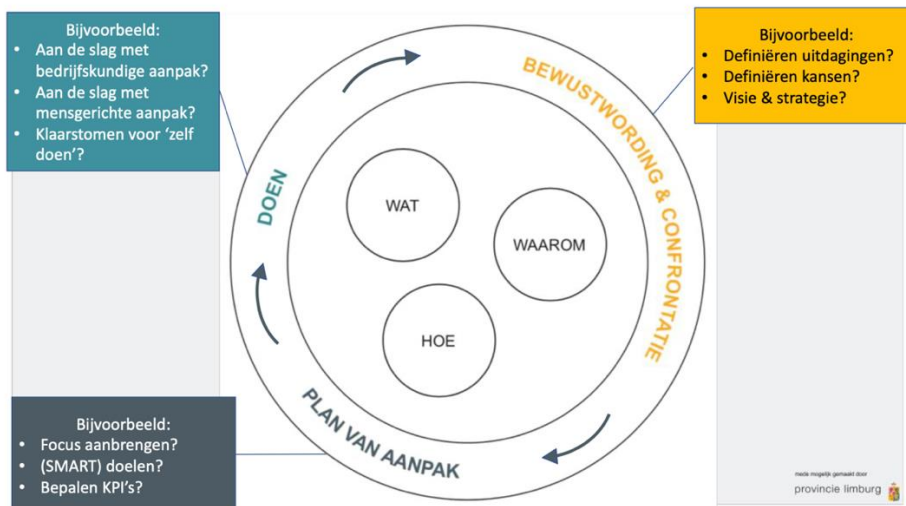 Bijvoorbeeld:
• Aan de slag met
bedrijfskundige aanpak?
• Aan de slag met
mensgerichte aanpak?
• Klaarstomen voor ‘zelf
doen’?
Bijvoorbeeld:
• Definiëren uitdagingen?
• Definiëren kansen?
• Visie & strategie?
BEWUSTWORDING & CONFRONTATIE
DOEN
WAT
WAAROM
HOE
PLAN VAN AANPAK
Bijvoorbeeld:
• Focus aanbrengen?
• (SMART) doelen?
• Bepalen KPI’s?
mede mogelijk gemaakt door
provincie limburg